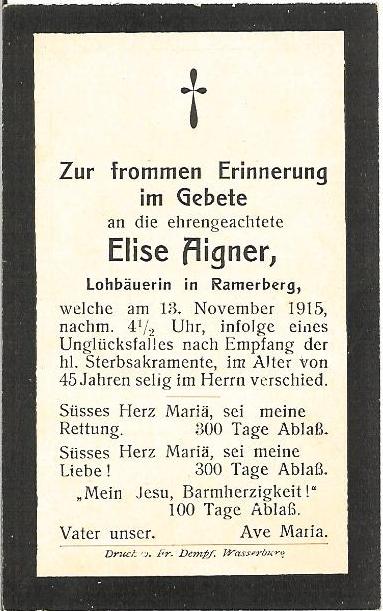 Zur frommen Erinnerung
im Gebete
an die ehrengeachtete
Elise Aigner,
Lohbäuerin in Ramerberg,
welche am 13. November 1915,
nachm. 4½ Uhr, infolge eines
Unglücksfalles nach Empfang der
hl. Sterbsakramente, im Alter von
45 Jahren selig im Herrn verschied.
Süsses Herz Mariä, sei meine
Rettung. 300 Tage Ablaß.
Süsses Herz Mariä, sei meine
Liebe! 300 Tage Ablaß.
„Mein Jesu, Barmherzigkeit!"
100 Tage Ablaß.
Vater unser. Ave Maria.
Druck v. Fr. Dempf, Wasserburg